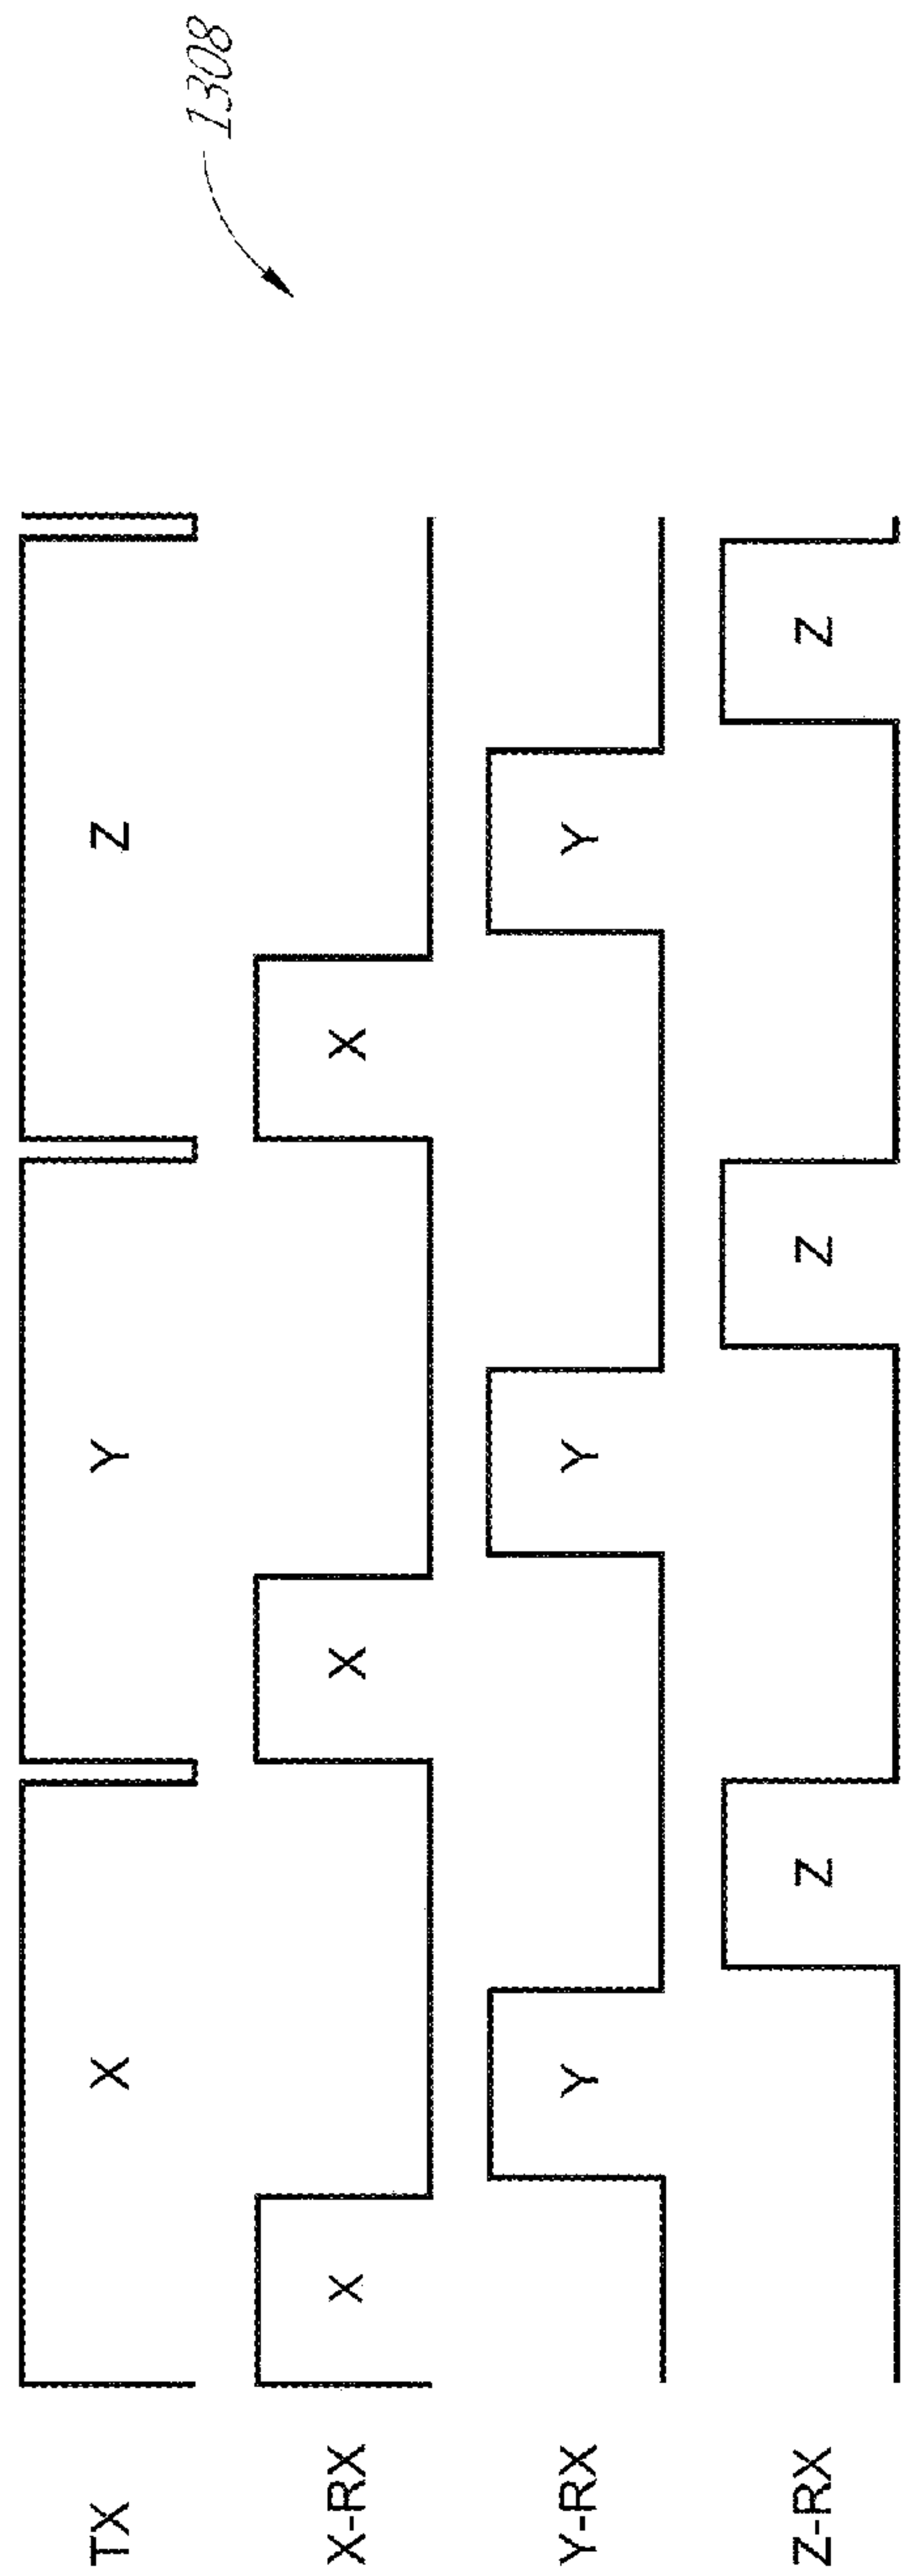 1308
TX X Y Z
X-RX X X X
Y-RX Y Y Y
Z-RX Z Z Z